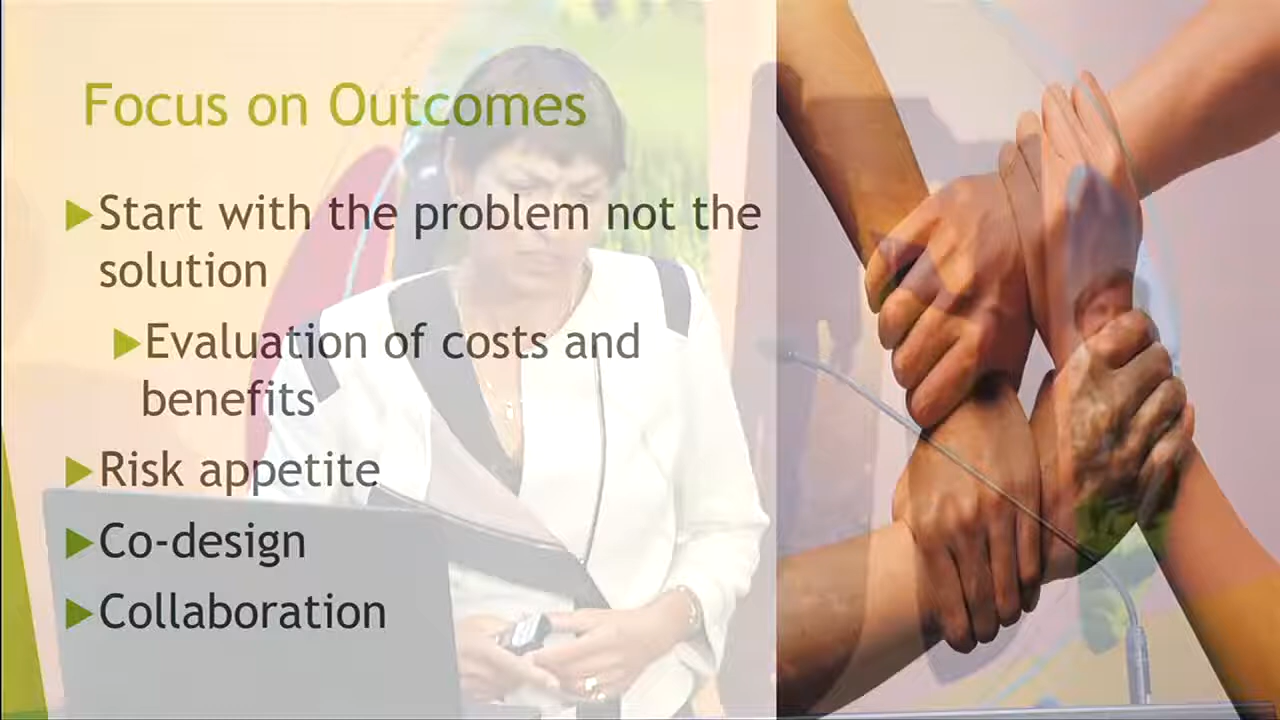 Focus on Outcomes
Start with the problem not the
solution
Evaluation of costs and
benefits
Risk appetite
Co-design
Collaboration